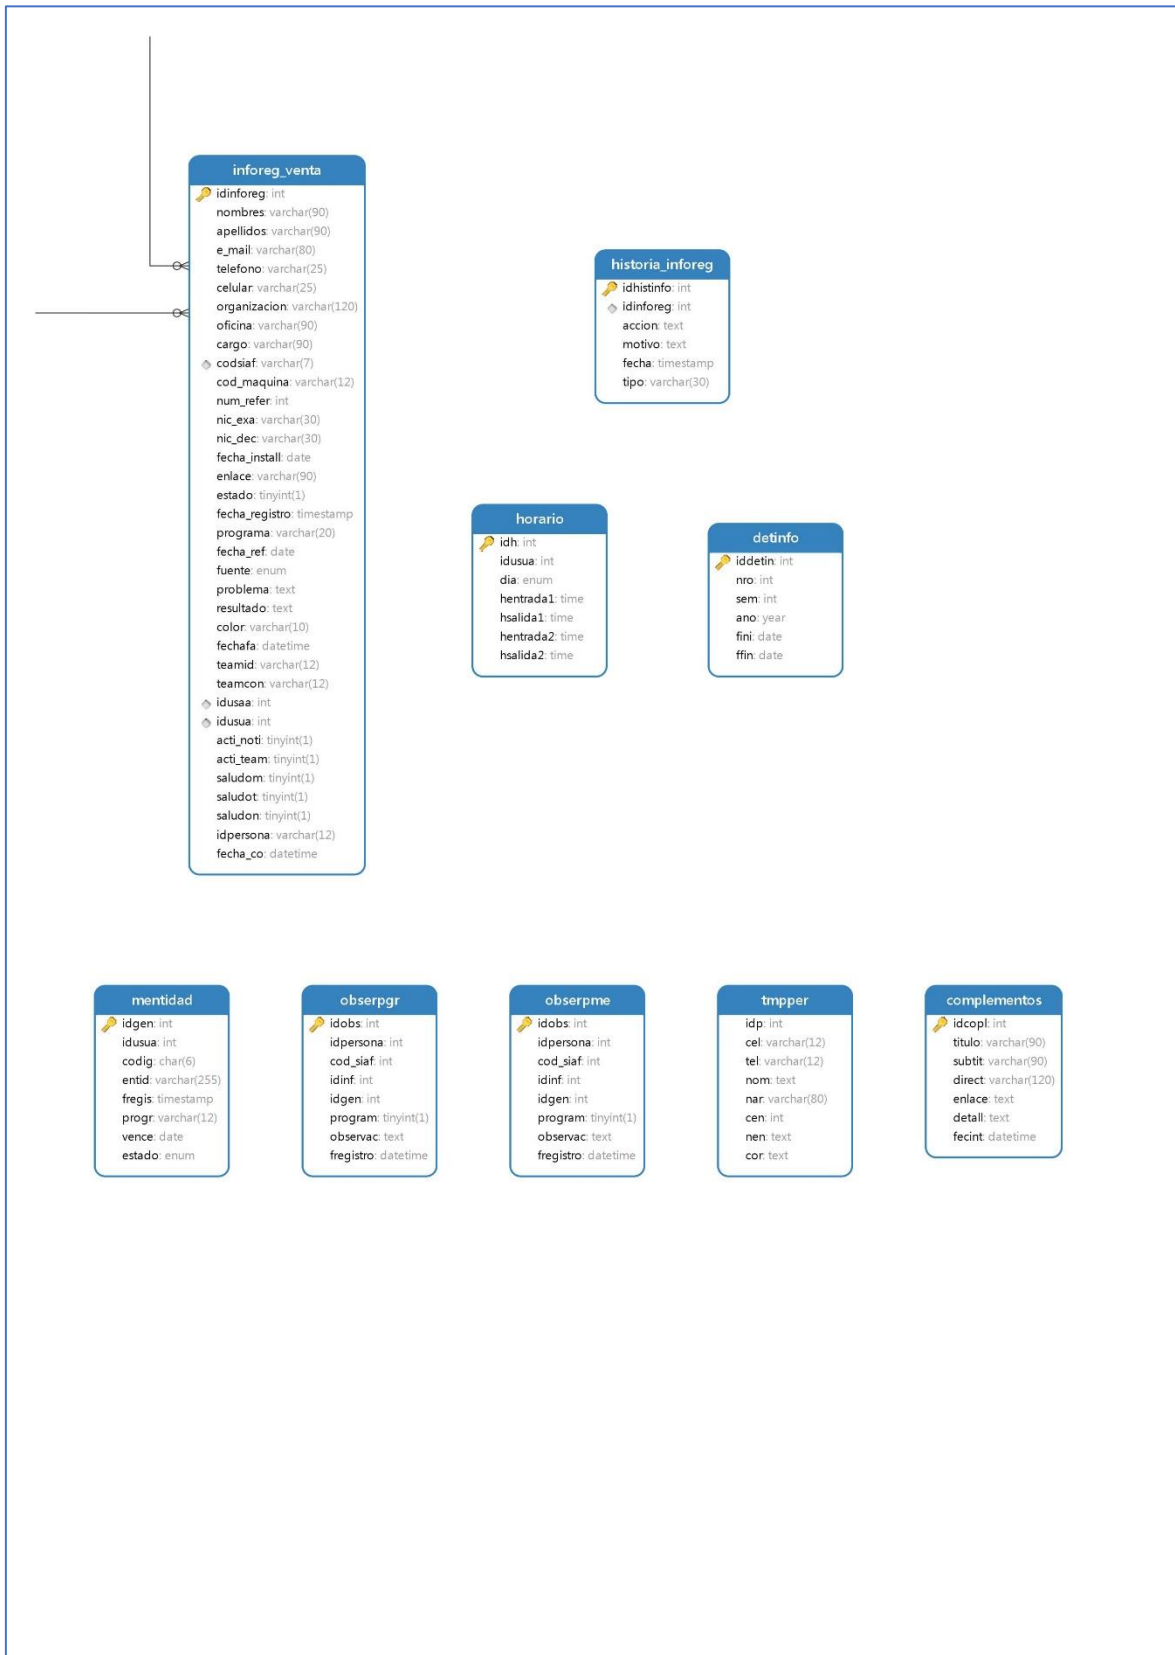 inforeg_venta
idinforeg: int
nombres: varchar(90)
apellidos: varchar(90)
e_mail: varchar(80)
telefono: varchar(25)
celular: varchar(25)
organizacion: varchar(120)
oficina: varchar(90)
cargo: varchar(90)
codsiaf: varchar(7)
cod_maquina: varchar(12)
num_refer: int
nic_exa: varchar(30)
nic_dec: varchar(30)
fecha_install: date
enlace: varchar(90)
estado: tinyint(1)
fecha_registro: timestamp
programa: varchar(20)
fecha_ref: date
fuente: enum
problema: text
resultado: text
color: varchar(10)
fechafa: datetime
teamid: varchar(12)
teamcon: varchar(12)
idusaa: int
idusua: int
acti_noti: tinyint(1)
acti_team: tinyint(1)
saludom: tinyint(1)
saludot: tinyint(1)
saludon: tinyint(1)
idpersona: varchar(12)
fecha_co: datetime
historia_inforeg
idhistinfo: int
idinforeg: int
accion: text
motivo: text
fecha: timestamp
tipo: varchar(30)
horario
idh: int
idusua: int
dia: enum
hentrada1: time
hsalida1: time
hentrada2: time
hsalida2: time
detinfo
iddetin: int
nro: int
sem: int
ano: year
fini: date
ffin: date
mentidad
idgen: int
idusua: int
codig: char(6)
entid: varchar(255)
fregis: timestamp
progr: varchar(12)
vence: date
estado: enum
obserpgr
idobs: int
idpersona: int
cod_siaf: int
idinf: int
idgen: int
program: tinyint(1)
observac: text
fregistro: datetime
obserpme
idobs: int
idpersona: int
cod_siaf: int
idinf: int
idgen: int
program: tinyint(1)
observac: text
fregistro: datetime
tmpper
idp: int
cel: varchar(12)
tel: varchar(12)
nom: text
nar: varchar(80)
cen: int
nen: text
cor: text
complementos
idcopl: int
titulo: varchar(90)
subtit: varchar(90)
direct: varchar(120)
enlace: text
detall: text
fecint: datetime